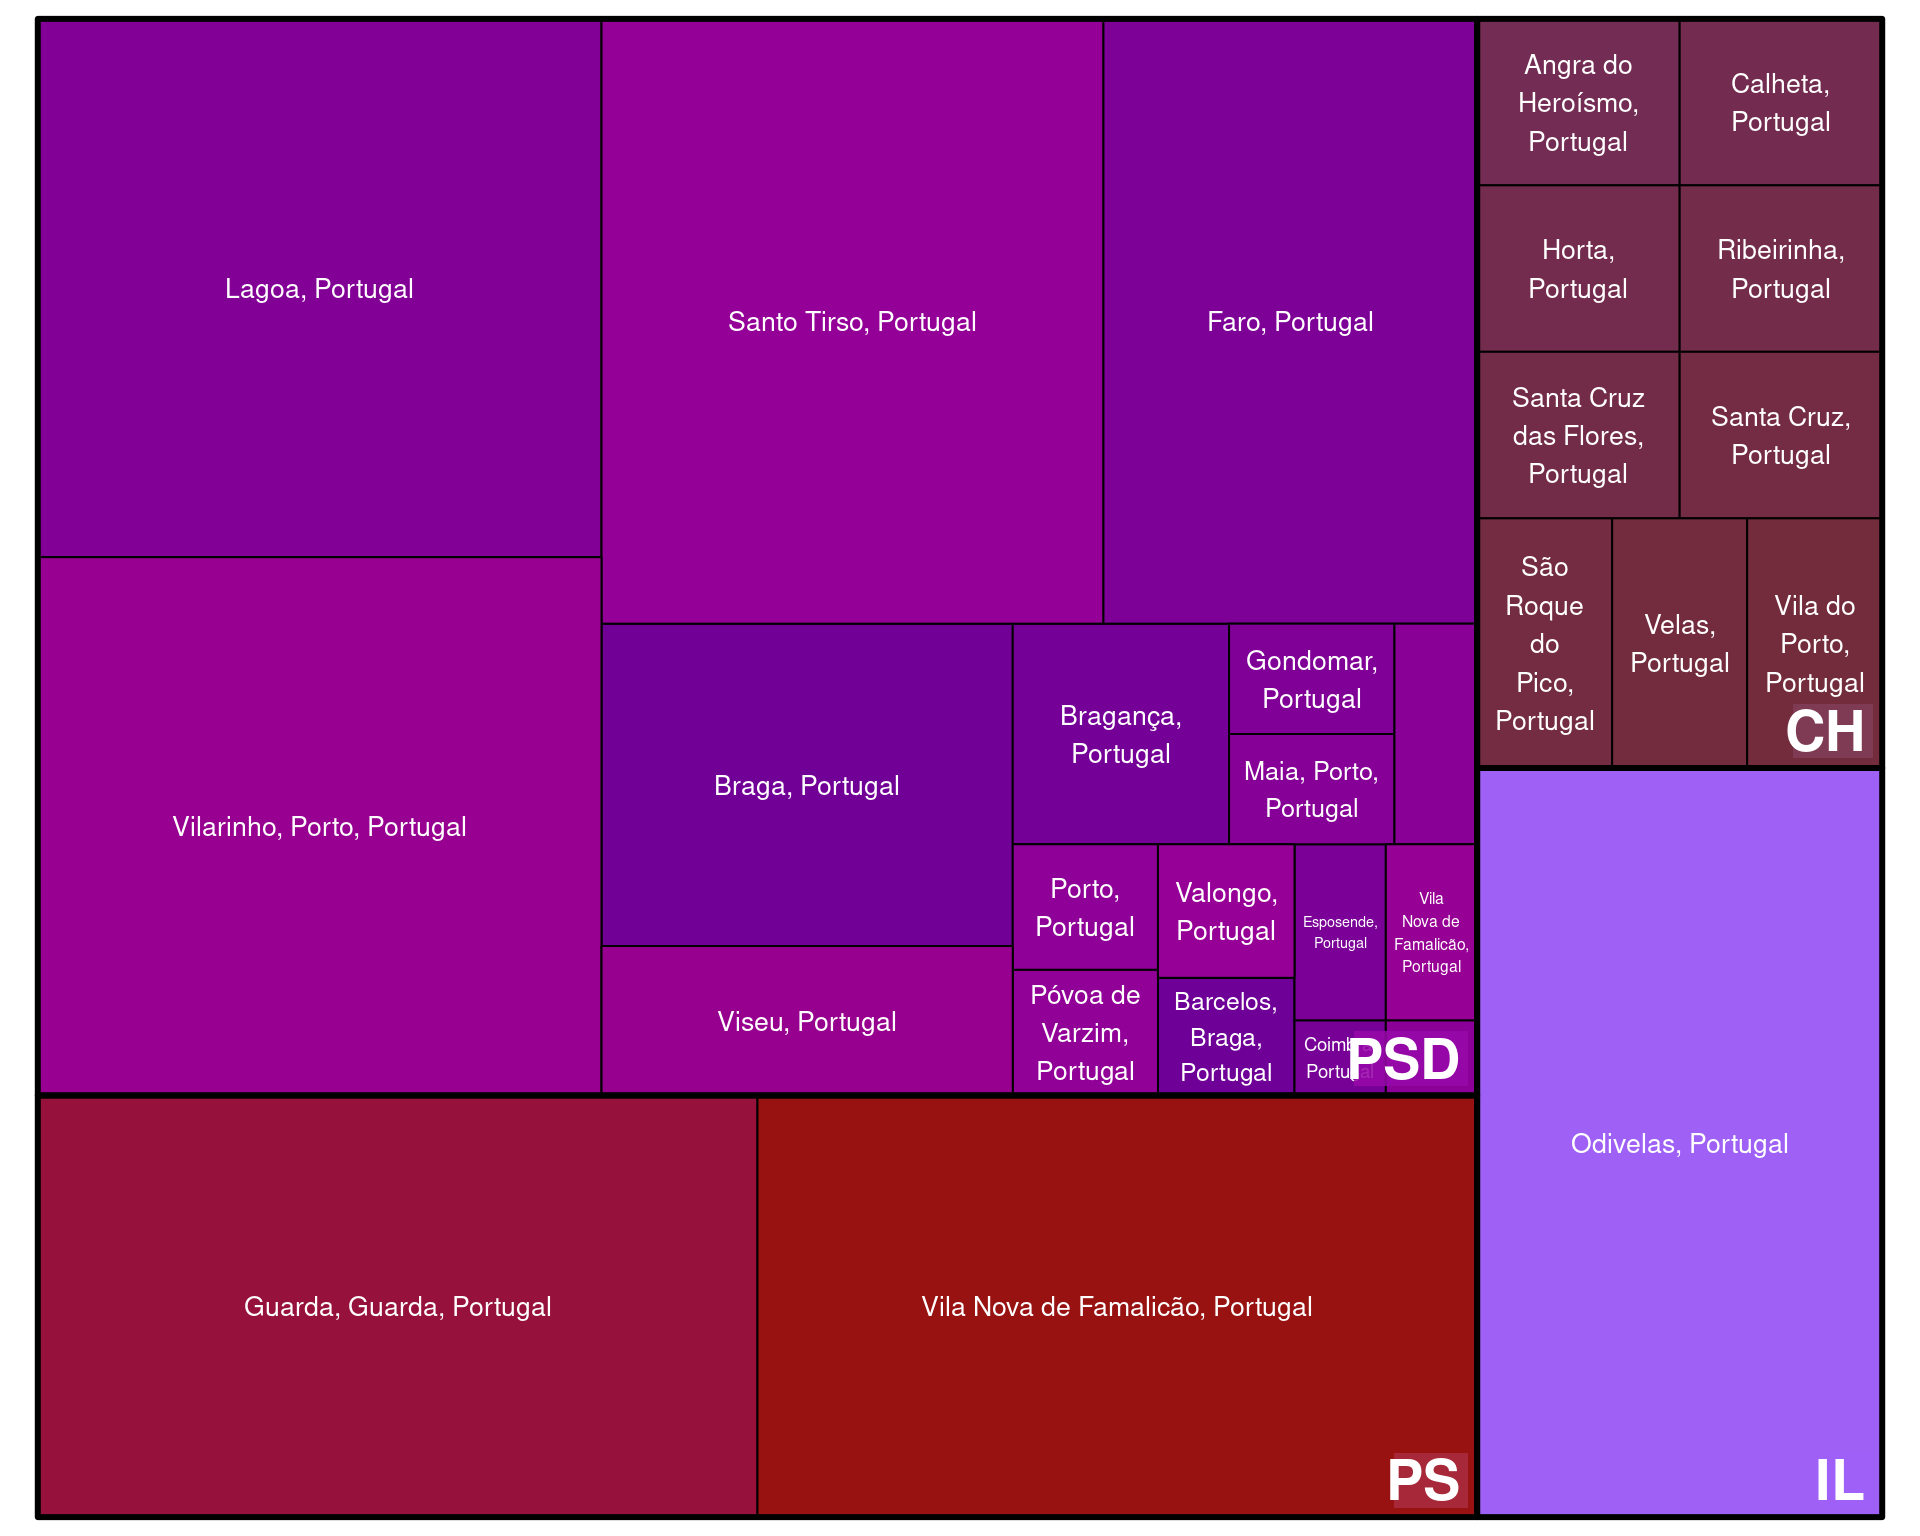 Lagoa, Portugal
Santo Tirso, Portugal
Faro, Portugal
Vilarinho, Porto, Portugal
Braga, Portugal
Viseu, Portugal
Bragança,
Portugal
Gondomar,
Portugal
Maia, Porto,
Portugal
Porto,
Portugal
Póvoa de
Varzim,
Portugal
Valongo,
Portugal
Barcelos,
Braga,
Portugal
Esposende,
Portugal
Vila
Nova de
Famalicão,
Portugal
PSD
Guarda, Guarda, Portugal
Vila Nova de Famalicão, Portugal
PS
Angra do
Heroísmo,
Portugal
Calheta,
Portugal
Horta,
Portugal
Ribeirinha,
Portugal
Santa Cruz
das Flores,
Portugal
Santa Cruz,
Portugal
São
Roque
do
Pico,
Portugal
Velas,
Portugal
Vila do
Porto,
Portugal
CH
Odivelas, Portugal
IL